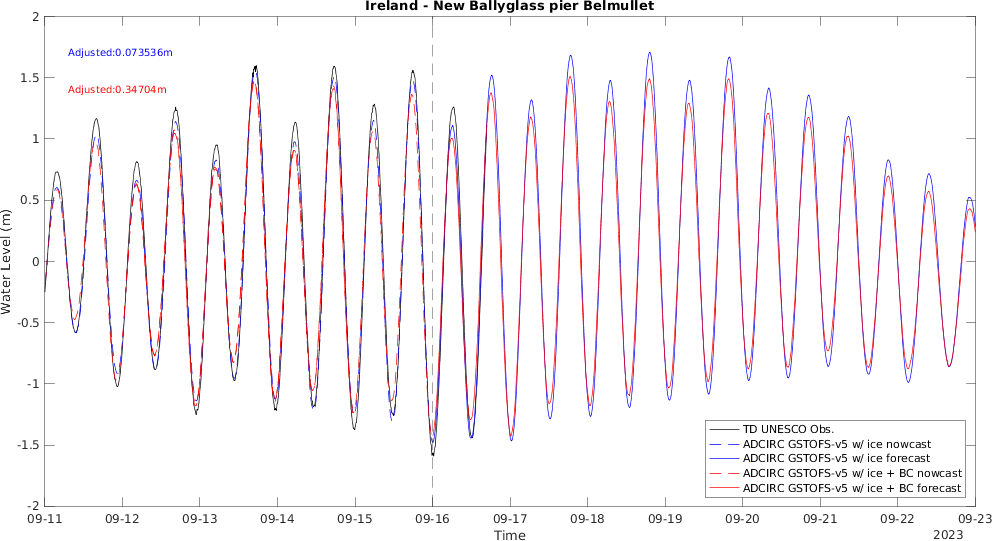 Ireland - New Ballyglass pier Belmullet
Adjusted:0.073536m
Adjusted:0.34704m
Water Level (m)
2
1.5
1
0.5
0
-0.5
-1
-1.5
-2
TD UNESCO Obs.
ADCIRC GSTOFS-v5 w/ ice nowcast
ADCIRC GSTOFS-v5 w/ ice forecast
ADCIRC GSTOFS-v5 w/ ice + BC nowcast
ADCIRC GSTOFS-v5 w/ ice + BC forecast
09-11 09-12 09-13 09-14 09-15 09-16 09-17 09-18 09-19 09-20 09-21 09-22 09-23
Time
2023